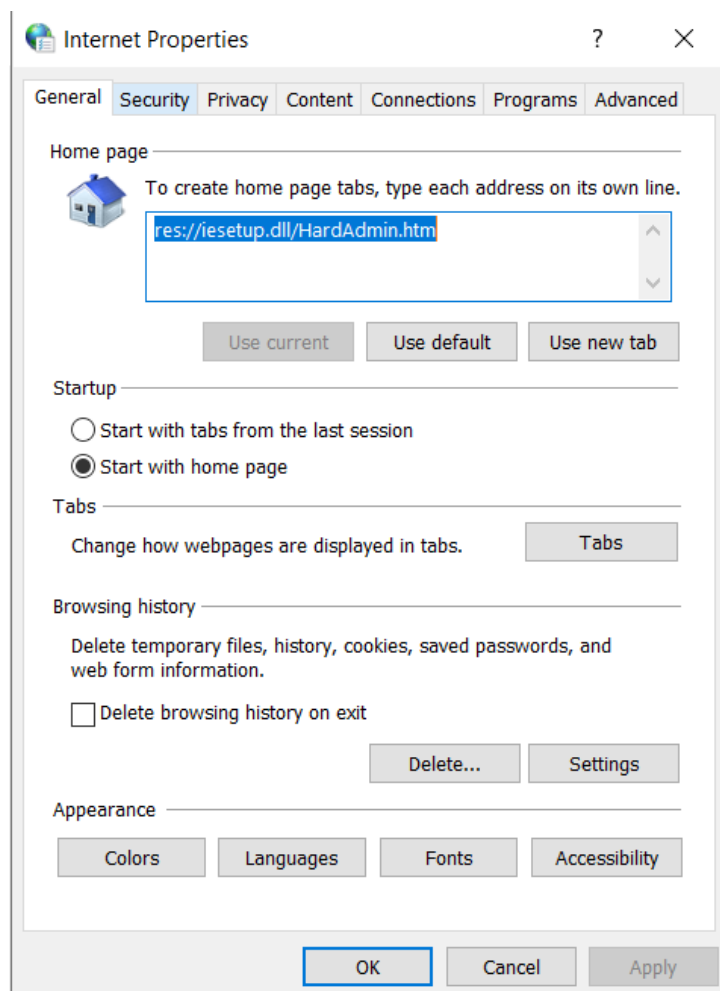 Internet Properties
?
General Security Privacy Content Connections Programs Advanced
Home page
To create home page tabs, type each address on its own line.
res://iesetup.dll/HardAdmin.htm
Use current Use default Use new tab
Startup
Start with tabs from the last session
Start with home page
Tabs
Change how webpages are displayed in tabs. Tabs
Browsing history
Delete temporary files, history, cookies, saved passwords, and
web form information.
Delete browsing history on exit
Delete... Settings
Appearance
Colors Languages Fonts Accessibility
OK Cancel Apply